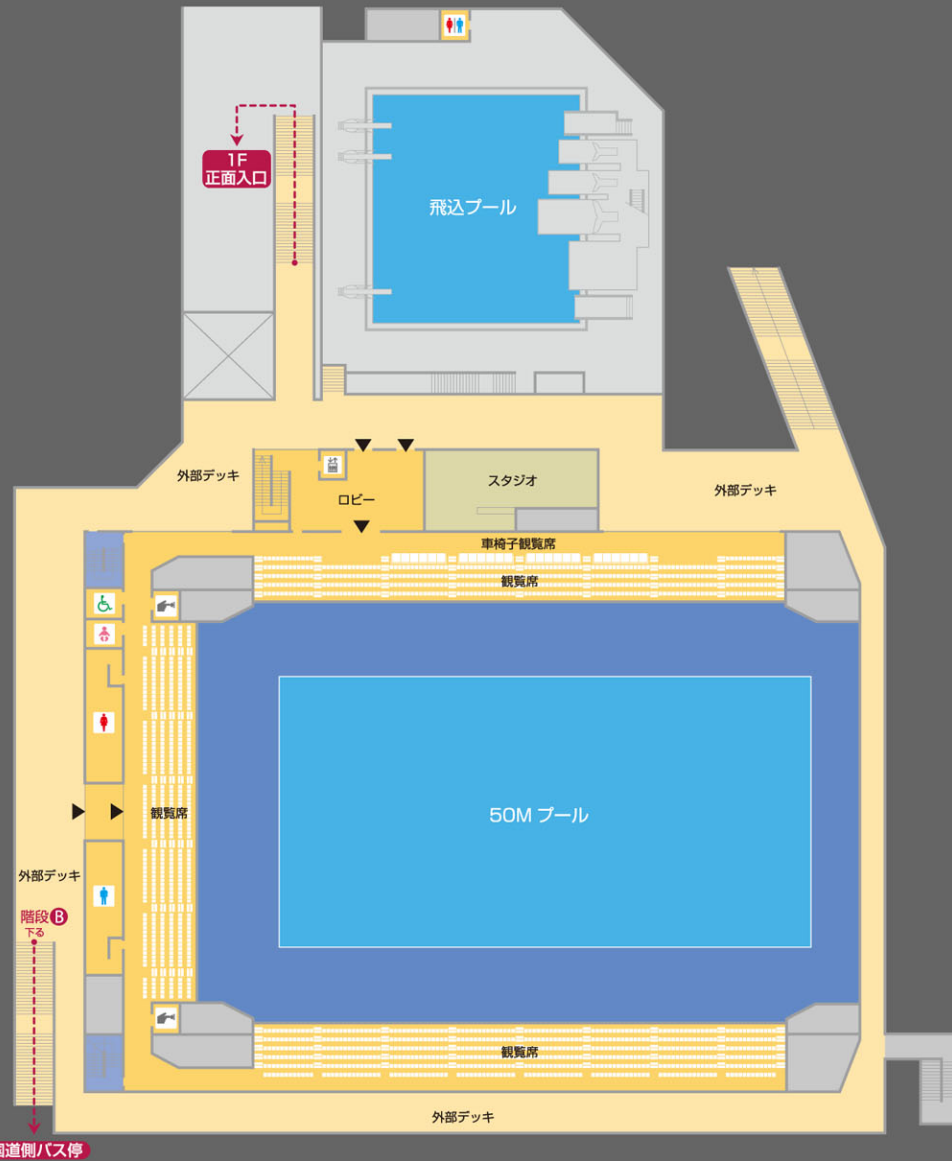 1F
正面入口
飛込プール
外部デッキ
ロビー
スタジオ
外部デッキ
車椅子観覧席
観覧席
観覧席
50M プール
外部デッキ
階段B
下る
観覧席
外部デッキ
国道側バス停